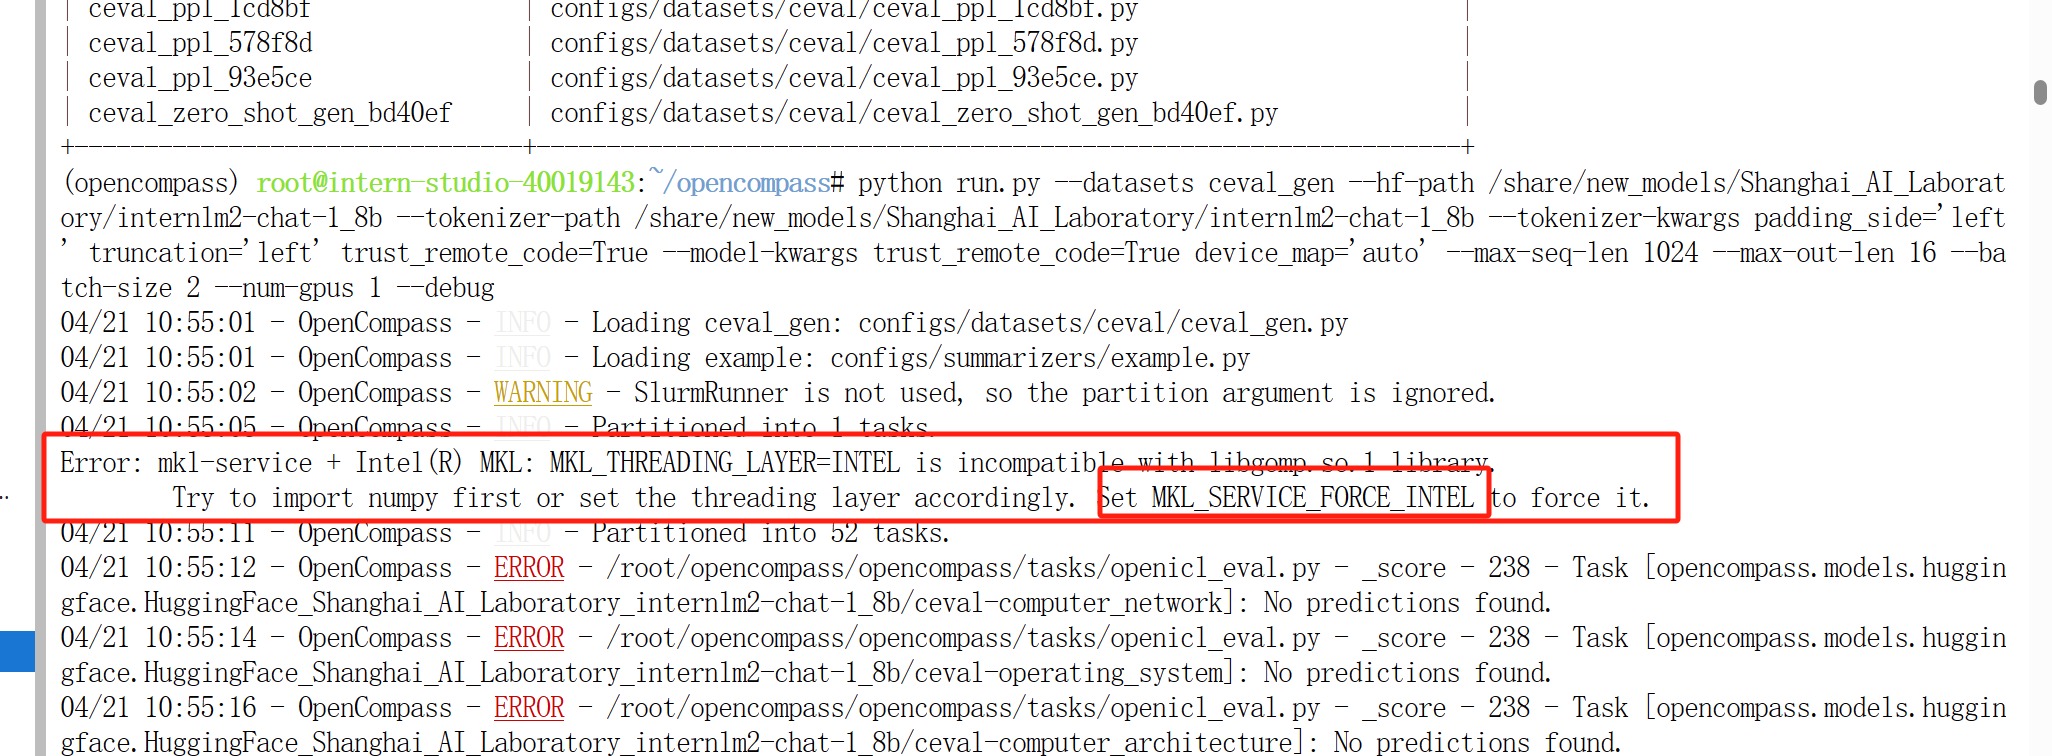 | ceval_ppl_1cd8bf | configs/datasets/ceval/ceval_ppl_1cd8bf.py |
| ceval_ppl_578f8d | configs/datasets/ceval/ceval_ppl_578f8d.py |
| ceval_ppl_93e5ce | configs/datasets/ceval/ceval_ppl_93e5ce.py |
| ceval_zero_shot_gen_bd40ef | configs/datasets/ceval/ceval_zero_shot_gen_bd40ef.py |
(opencompass) root@intern-studio-40019143:~/opencompass# python run.py --datasets ceval_gen --hf-path /share/new_models/Shanghai_AI_Laborat
ory/internlm2-chat-1_8b --tokenizer-path /share/new_models/Shanghai_AI_Laboratory/internlm2-chat-1_8b --tokenizer-kwargs padding_side='left
' truncation='left' trust_remote_code=True --model-kwargs trust_remote_code=True device_map='auto' --max-seq-len 1024 --max-out-len 16 --ba
tch-size 2 --num-gpus 1 --debug
04/21 10:55:01 - OpenCompass - INFO - Loading ceval_gen: configs/datasets/ceval/ceval_gen.py
04/21 10:55:01 - OpenCompass - INFO - Loading example: configs/summarizers/example.py
04/21 10:55:02 - OpenCompass - WARNING - SlurmRunner is not used, so the partition argument is ignored.
04/21 10:55:05 - OpenCompass - INFO - Partitioned into 1 tasks.
Error: mkl-service + Intel(R) MKL: MKL_THREADING_LAYER=INTEL is incompatible with libgomp.so.1 library.
Try to import numpy first or set the threading layer accordingly. Set MKL_SERVICE_FORCE_INTEL to force it.
04/21 10:55:11 - OpenCompass - INFO - Partitioned into 52 tasks.
04/21 10:55:12 - OpenCompass - ERROR - /root/opencompass/opencompass/tasks/openicl_eval.py - _score - 238 - Task [opencompass.models.huggin
gface.HuggingFace_Shanghai_AI_Laboratory_internlm2-chat-1_8b/ceval-computer_network]: No predictions found.
04/21 10:55:14 - OpenCompass - ERROR - /root/opencompass/opencompass/tasks/openicl_eval.py - _score - 238 - Task [opencompass.models.huggin
gface.HuggingFace_Shanghai_AI_Laboratory_internlm2-chat-1_8b/ceval-operating_system]: No predictions found.
04/21 10:55:16 - OpenCompass - ERROR - /root/opencompass/opencompass/tasks/openicl_eval.py - _score - 238 - Task [opencompass.models.huggin
gface.HuggingFace_Shanghai_AI_Laboratory_internlm2-chat-1_8b/ceval-computer_architecture]: No predictions found.